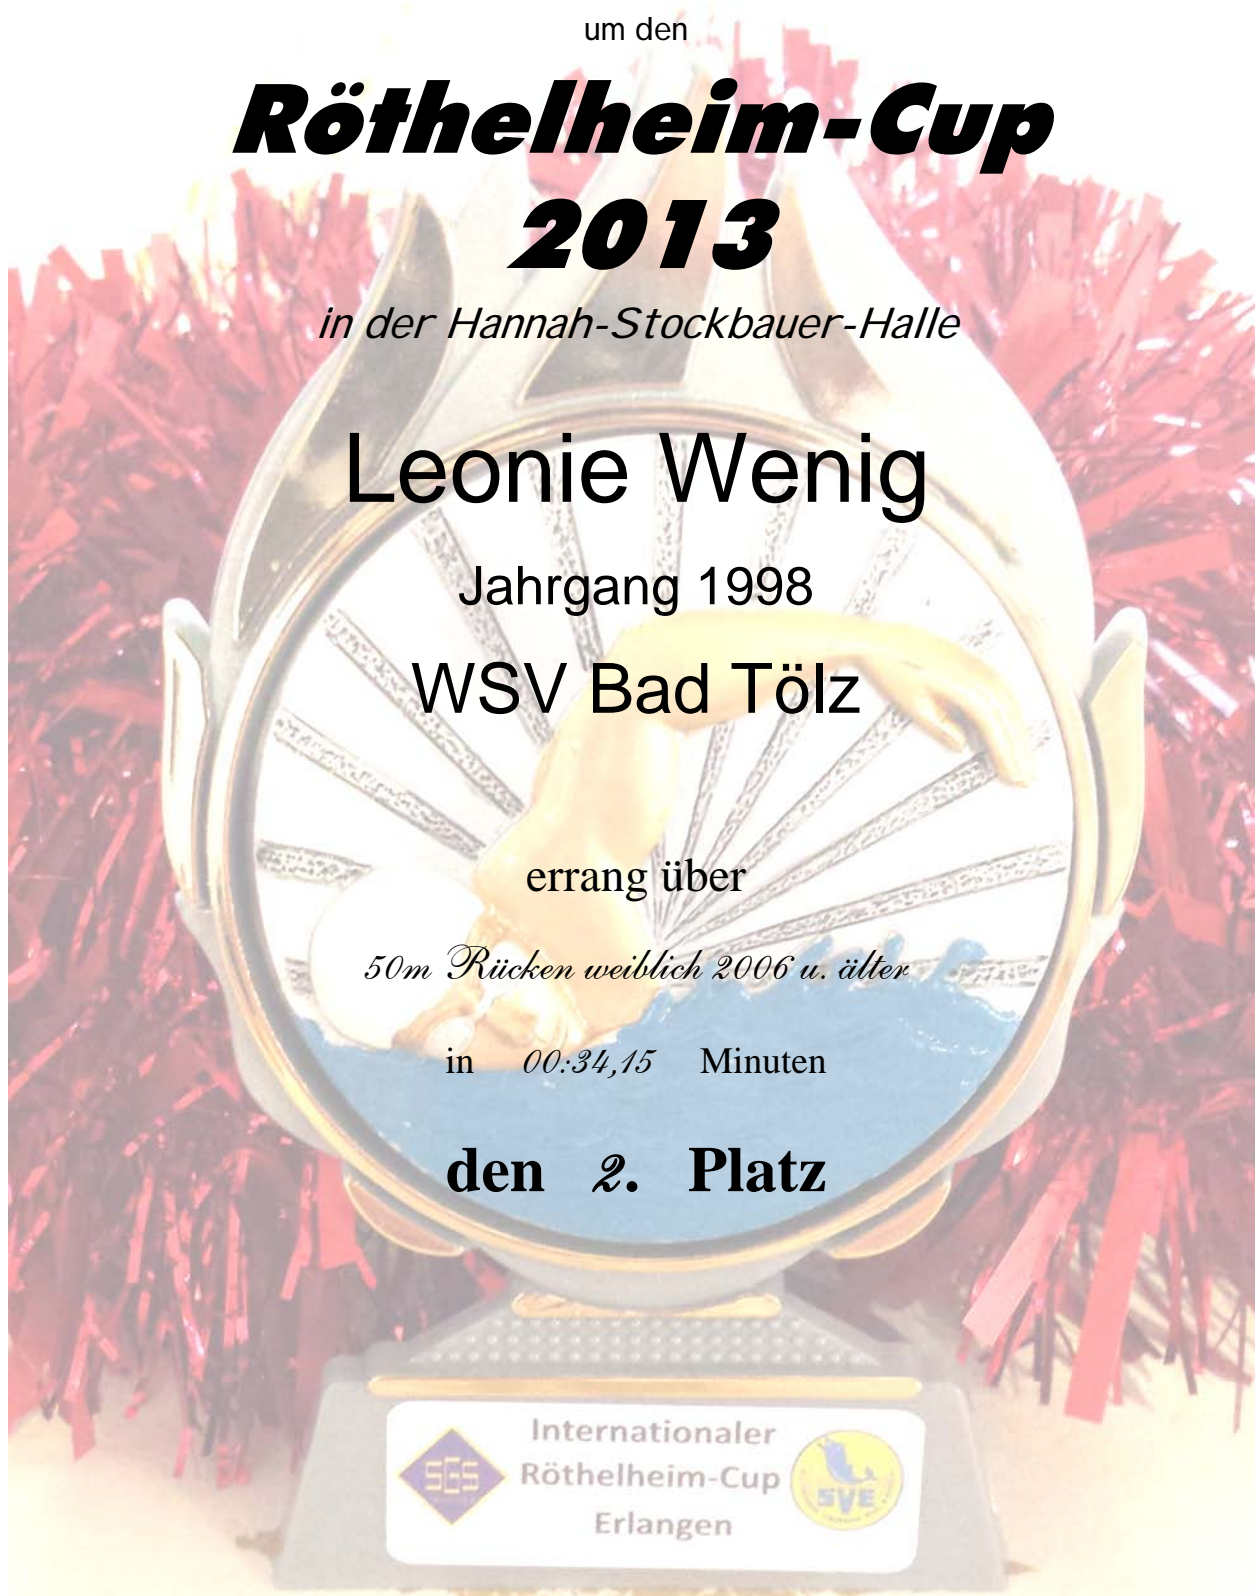 um den
Röthelheim-Cup
2013
in der Hannah-Stockbauer-Halle
Leonie Wenig
Jahrgang 1998
WSV Bad Tölz
errang über
50m Rücken weiblich 2006 u. älter
in 00:34,15 Minuten
den 2. Platz
Internationaler
SGS Röthelheim-Cup SVE
Erlangen